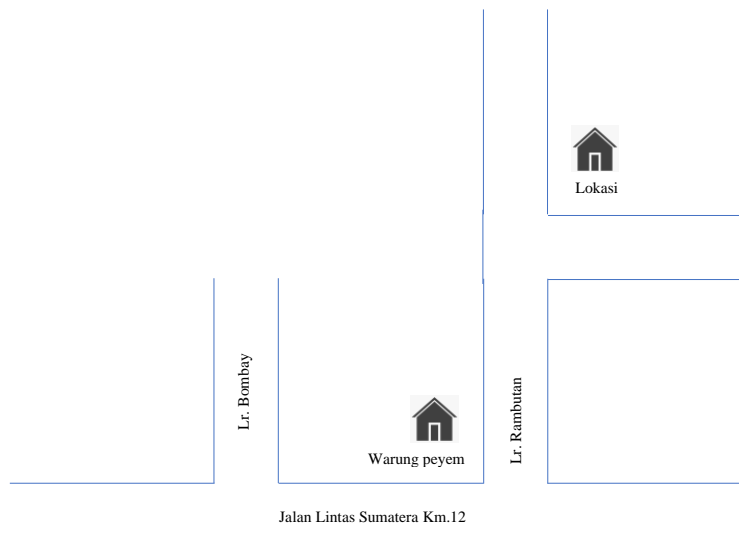 Lokasi
Lr. Bombay
Lr. Rambutan
Warung peyem
Jalan Lintas Sumatera Km.12